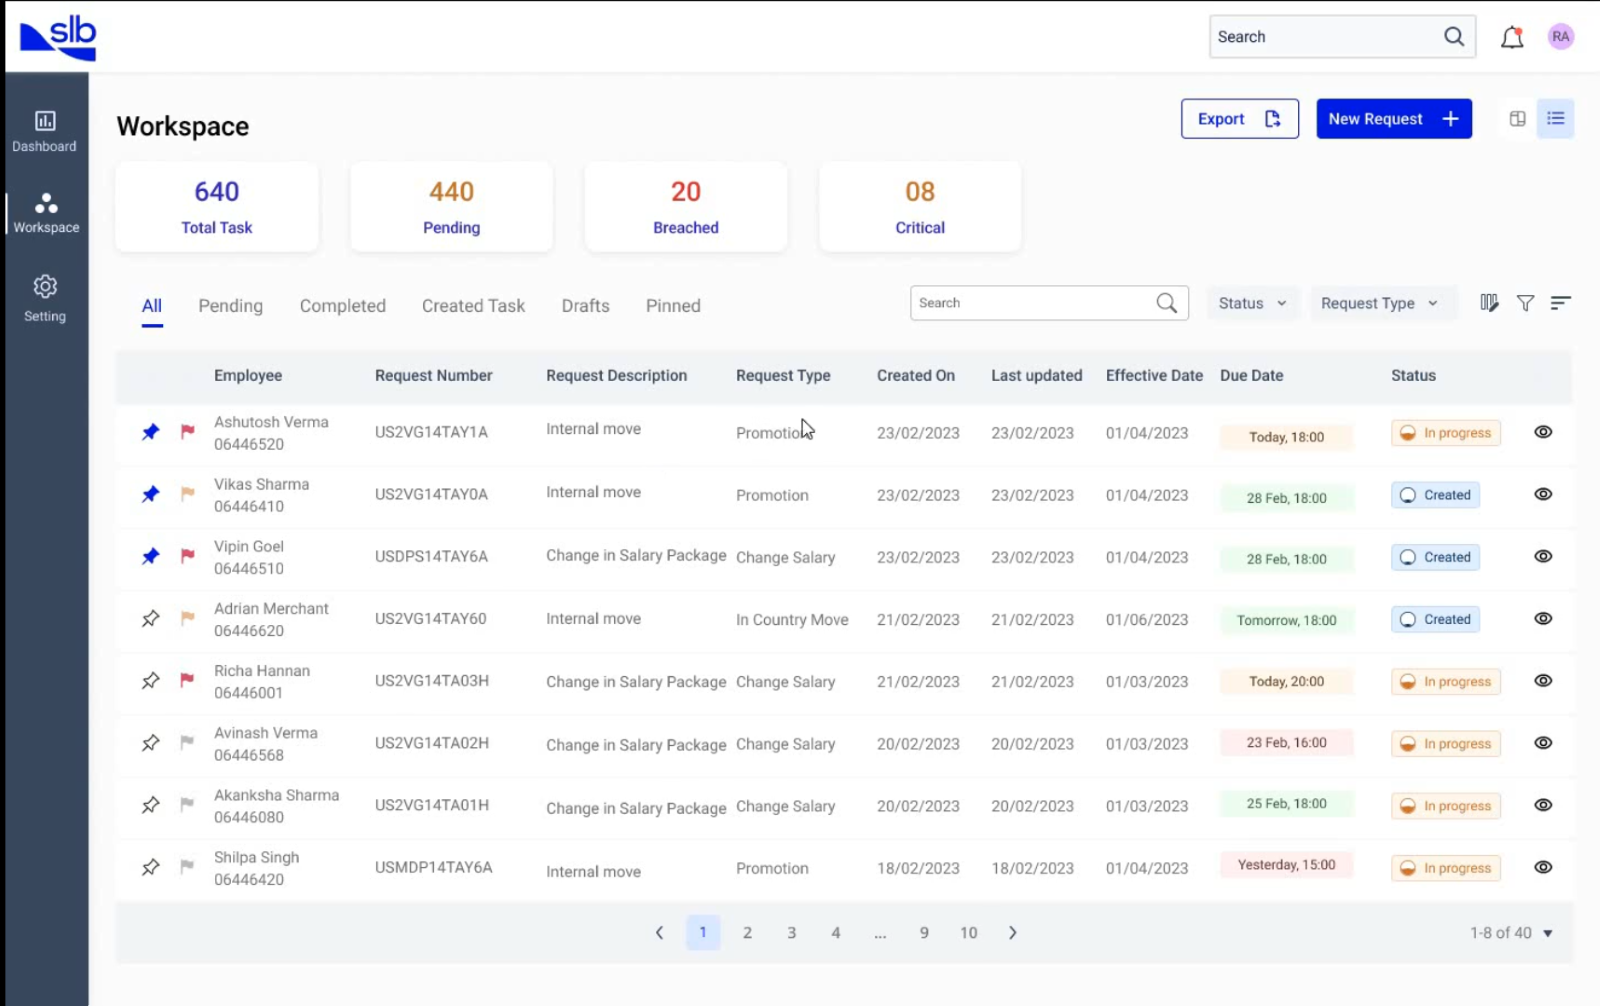 slb
Search
RA
Dashboard
Workspace
Setting
Workspace
Export
New Request
640
Total Task
440
Pending
20
Breached
08
Critical
All Pending Completed Created Task Drafts Pinned
Search
Status
Request Type
Employee Request Number Request Description Request Type Created On Last updated Effective Date Due Date Status
Ashutosh Verma
06446520
US2VG14TAY1A Internal move Promotion 23/02/2023 23/02/2023 01/04/2023 Today, 18:00 In progress
Vikas Sharma
06446410
US2VG14TAY0A Internal move Promotion 23/02/2023 23/02/2023 01/04/2023 28 Feb, 18:00 Created
Vipin Goel
06446510
USDPS14TAY6A Change in Salary Package Change Salary 23/02/2023 23/02/2023 01/04/2023 28 Feb, 18:00 Created
Adrian Merchant
06446620
US2VG14TAY60 Internal move In Country Move 21/02/2023 21/02/2023 01/06/2023 Tomorrow, 18:00 Created
Richa Hannan
06446001
US2VG14TA03H Change in Salary Package Change Salary 21/02/2023 21/02/2023 01/03/2023 Today, 20:00 In progress
Avinash Verma
06446568
US2VG14TA02H Change in Salary Package Change Salary 20/02/2023 20/02/2023 01/03/2023 23 Feb, 16:00 In progress
Akanksha Sharma
06446080
US2VG14TA01H Change in Salary Package Change Salary 20/02/2023 20/02/2023 01/03/2023 25 Feb, 18:00 In progress
Shilpa Singh
06446420
USMDP14TAY6A Internal move Promotion 18/02/2023 18/02/2023 01/04/2023 Yesterday, 15:00 In progress
1 2 3 4 ... 9 10
1-8 of 40